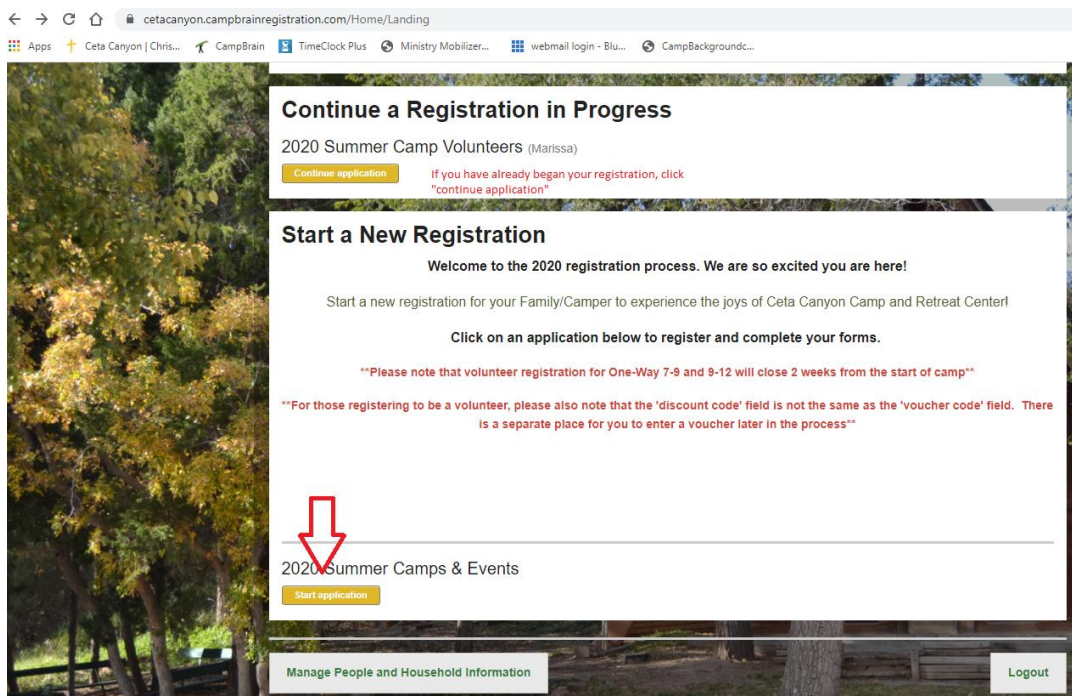 cetacanyon.campbrainregistration.com/Home/Landing
Apps Ceta Canyon | Chris... CampBrain TimeClock Plus Ministry Mobilizer... webmail login - Blu... CampBackgroundc...
Continue a Registration in Progress
2020 Summer Camp Volunteers (Marissa)
Continue application
If you have already began your registration, click
"continue application"
Start a New Registration
Welcome to the 2020 registration process. We are so excited you are here!
Start a new registration for your Family/Camper to experience the joys of Ceta Canyon Camp and Retreat Center!
Click on an application below to register and complete your forms.
**Please note that volunteer registration for One-Way 7-9 and 9-12 will close 2 weeks from the start of camp**
**For those registering to be a volunteer, please also note that the 'discount code' field is not the same as the 'voucher code' field. There
is a separate place for you to enter a voucher later in the process**
2020 Summer Camps & Events
Start application
Manage People and Household Information
Logout